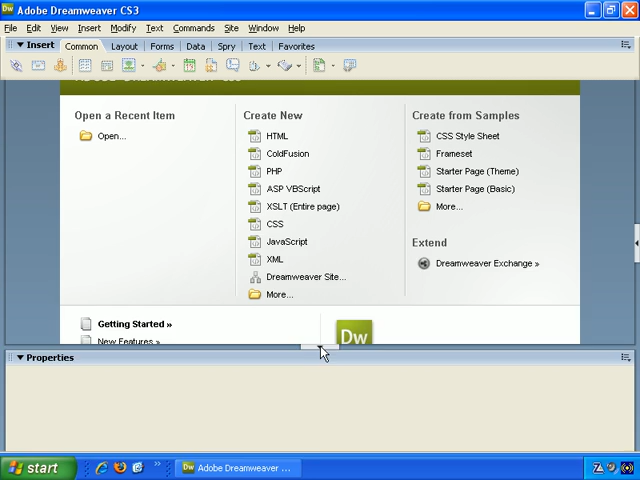 Adobe Dreamweaver CS3
File Edit View Insert Modify Text Commands Site Window Help
Insert Common Layout Forms Data Spry Text Favorites
Open a Recent Item
Open...
Create New
HTML
ColdFusion
PHP
ASP VBScript
XSLT (Entire page)
CSS
JavaScript
XML
Dreamweaver Site...
More...
Create from Samples
CSS Style Sheet
Frameset
Starter Page (Theme)
Starter Page (Basic)
More...
Extend
Dreamweaver Exchange »
Getting Started »
New Features »
Dw
Properties
start
Adobe Dreamweaver ...